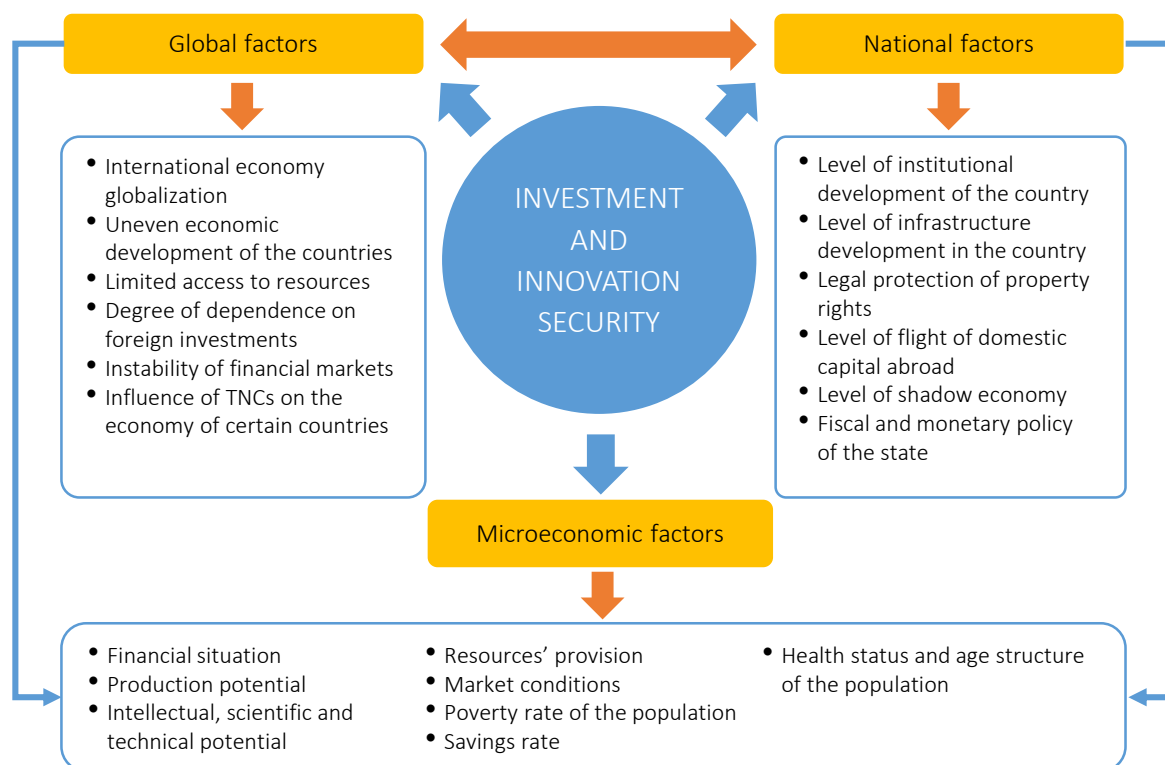 Global factors
National factors
• International economy
globalization
• Uneven economic
development of the countries
• Limited access to resources
• Degree of dependence on
foreign investments
• Instability of financial markets
• Influence of TNCs on the
economy of certain countries
INVESTMENT
AND
INNOVATION
SECURITY
• Level of institutional
development of the country
• Level of infrastructure
development in the country
• Legal protection of property
rights
• Level of flight of domestic
capital abroad
• Level of shadow economy
• Fiscal and monetary policy
of the state
Microeconomic factors
• Financial situation
• Production potential
• Intellectual, scientific and
technical potential
• Resources’ provision
• Market conditions
• Poverty rate of the population
• Savings rate
• Health status and age structure
of the population